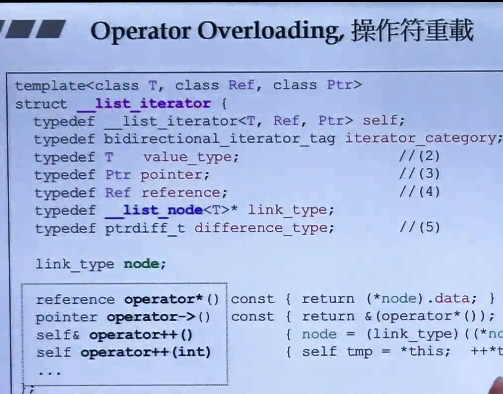 Operator Overloading, 操作符重載
template<class T, class Ref, class Ptr>
struct __list_iterator {
typedef __list_iterator<T, Ref, Ptr> self;
typedef bidirectional_iterator_tag iterator_category;
typedef T value_type; //(2)
typedef Ptr pointer; //(3)
typedef Ref reference; //(4)
typedef __list_node<T>* link_type;
typedef ptrdiff_t difference_type; //(5)
link_type node;
reference operator*() const { return (*node).data; }
pointer operator->() const { return &(operator*());
self& operator++() { node = (link_type)((*no
self operator++(int) { self tmp = *this; ++*t
...
};